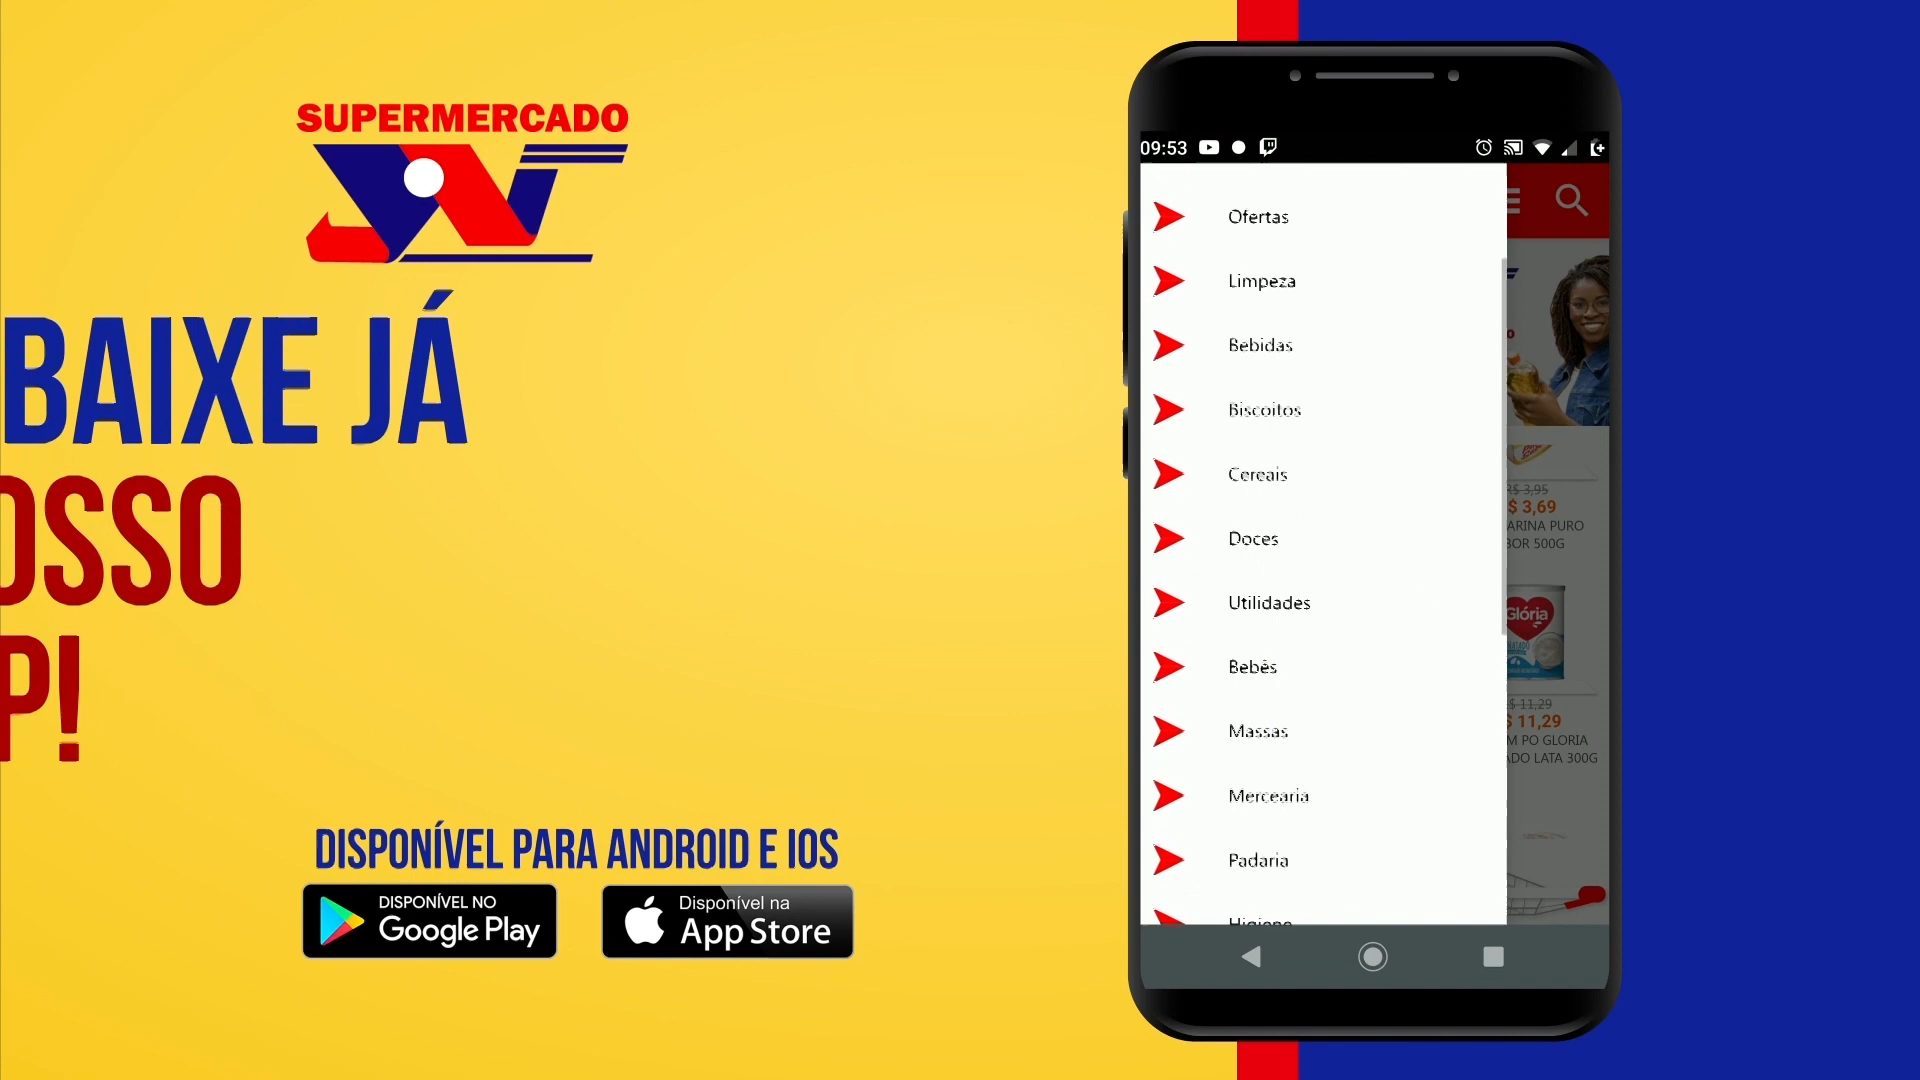 SUPERMERCADO
BAIXE JÁ
OSSO
P!
DISPONÍVEL PARA ANDROID E IOS
DISPONÍVEL NO
Google Play
Disponível na
App Store
09:53
Ofertas
Limpeza
Bebidas
Biscoitos
Cereais
Doces
Utilidades
Bebês
Massas
Mercearia
Padaria
Higiene
R$ 3,95
$ 3,69
ARINA PURO
BOR 500G
Glória
$ 11,29
$ 11,29
M PO GLORIA
ADO LATA 300G